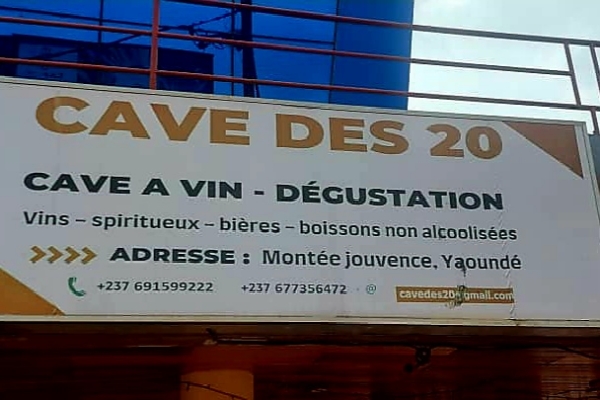 CAVE DES 20
CAVE A VIN - DÉGUSTATION
Vins – spiritueux – bières – boissons non alcoolisées
>>>> ADRESSE : Montée jouvence, Yaoundé
+237 691599222 +237 677356472 @ cavedes20@gmail.com